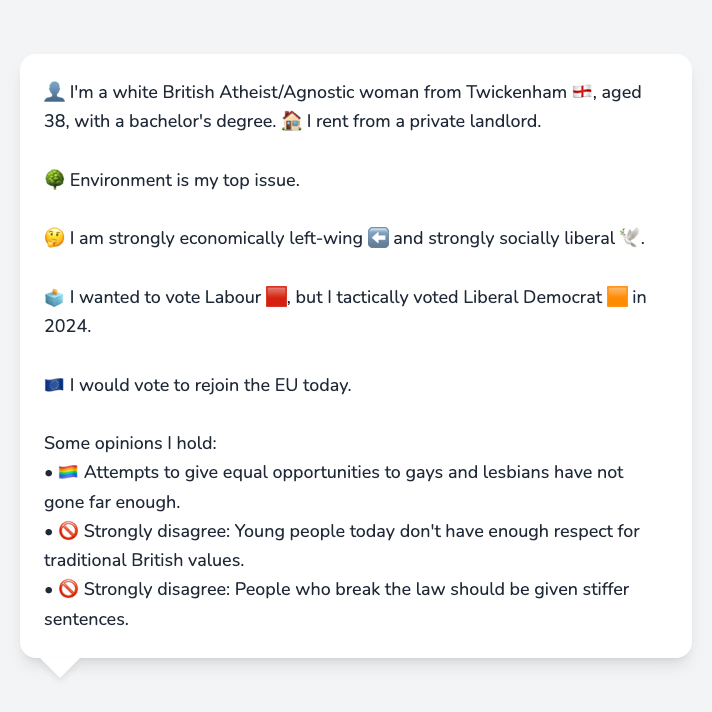 👤 I'm a white British Atheist/Agnostic woman from Twickenham 🏴󠁧󠁢󠁥󠁮󠁧󠁿, aged
38, with a bachelor's degree. 🏠 I rent from a private landlord.
🌳 Environment is my top issue.
🤔 I am strongly economically left-wing ⬅️ and strongly socially liberal 🕊️.
🗳️ I wanted to vote Labour 🟥, but I tactically voted Liberal Democrat 🟧 in
2024.
🇪🇺 I would vote to rejoin the EU today.
Some opinions I hold:
• 🏳️‍🌈 Attempts to give equal opportunities to gays and lesbians have not
gone far enough.
• 🚫 Strongly disagree: Young people today don't have enough respect for
traditional British values.
• 🚫 Strongly disagree: People who break the law should be given stiffer
sentences.